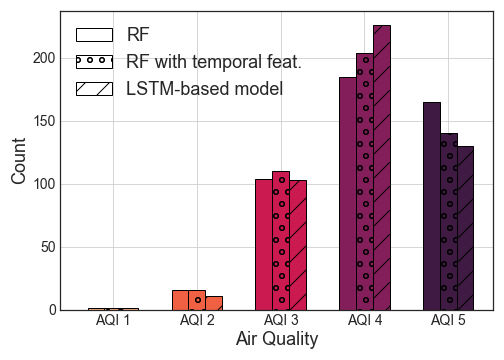 RF
RF with temporal feat.
LSTM-based model
Count
200
150
100
50
0
AQI 1 AQI 2 AQI 3 AQI 4 AQI 5
Air Quality